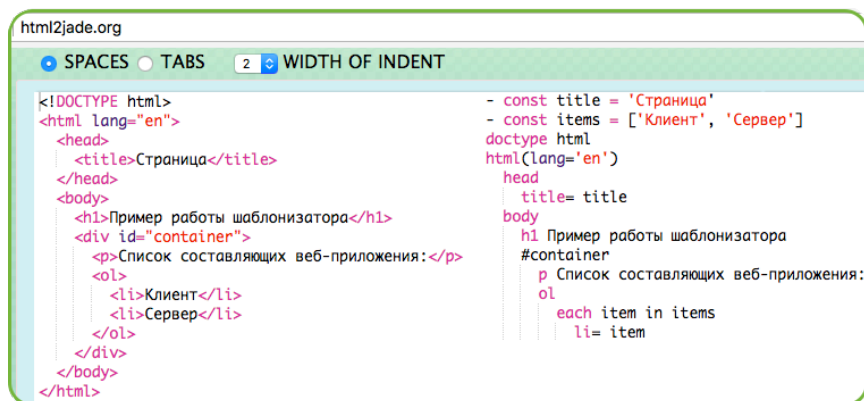 html2jade.org
SPACES TABS 2 WIDTH OF INDENT
<!DOCTYPE html>
<html lang="en">
  <head>
    <title>Страница</title>
  </head>
  <body>
    <h1>Пример работы шаблонизатора</h1>
    <div id="container">
      <p>Список составляющих веб-приложения:</p>
      <ol>
        <li>Клиент</li>
        <li>Сервер</li>
      </ol>
    </div>
  </body>
</html>
- const title = 'Страница'
- const items = ['Клиент', 'Сервер']
doctype html
html(lang='en')
  head
    title= title
  body
    h1 Пример работы шаблонизатора
    #container
      p Список составляющих веб-приложения:
      ol
        each item in items
          li= item